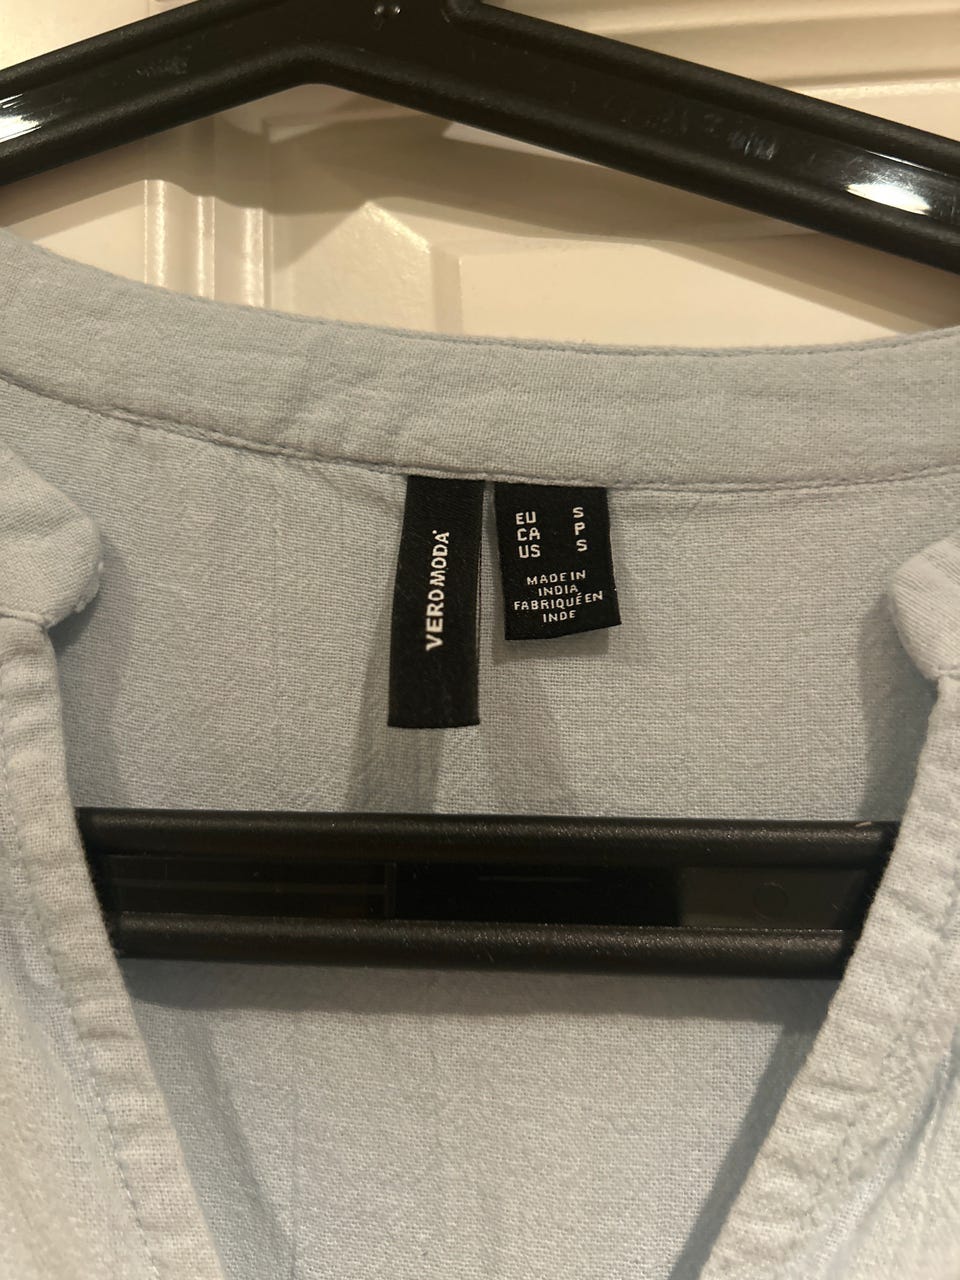 VERO MODA
EU S
CA P
US S
MADE IN
INDIA
FABRIQUÉ EN
INDE